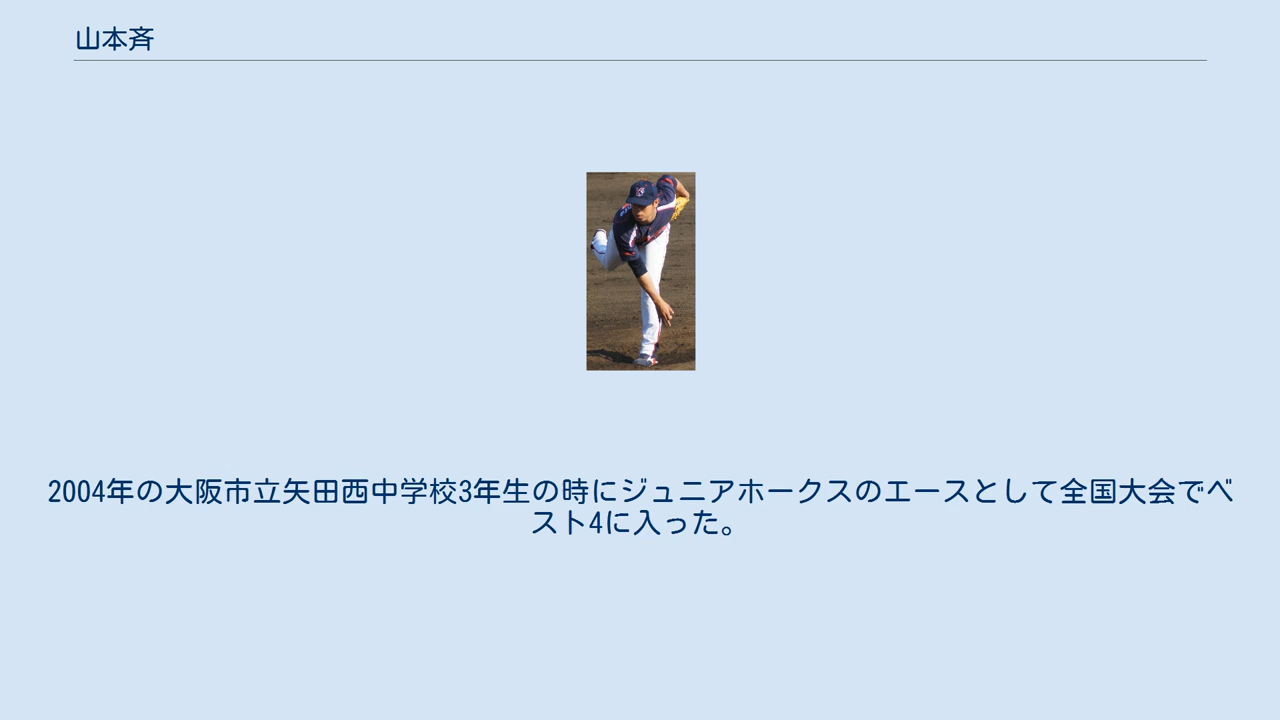 山本斉
2004年の大阪市立矢田西中学校3年生の時にジュニアホークスのエースとして全国大会でベ
スト4に入った。